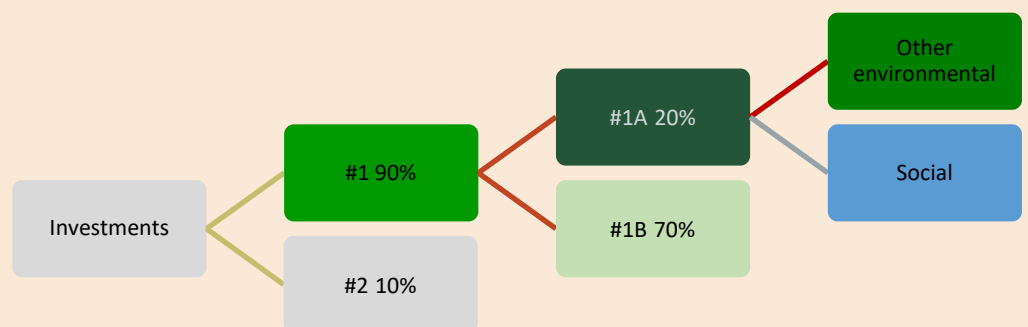 Investments
#1 90%
#2 10%
#1A 20%
#1B 70%
Other
environmental
Social